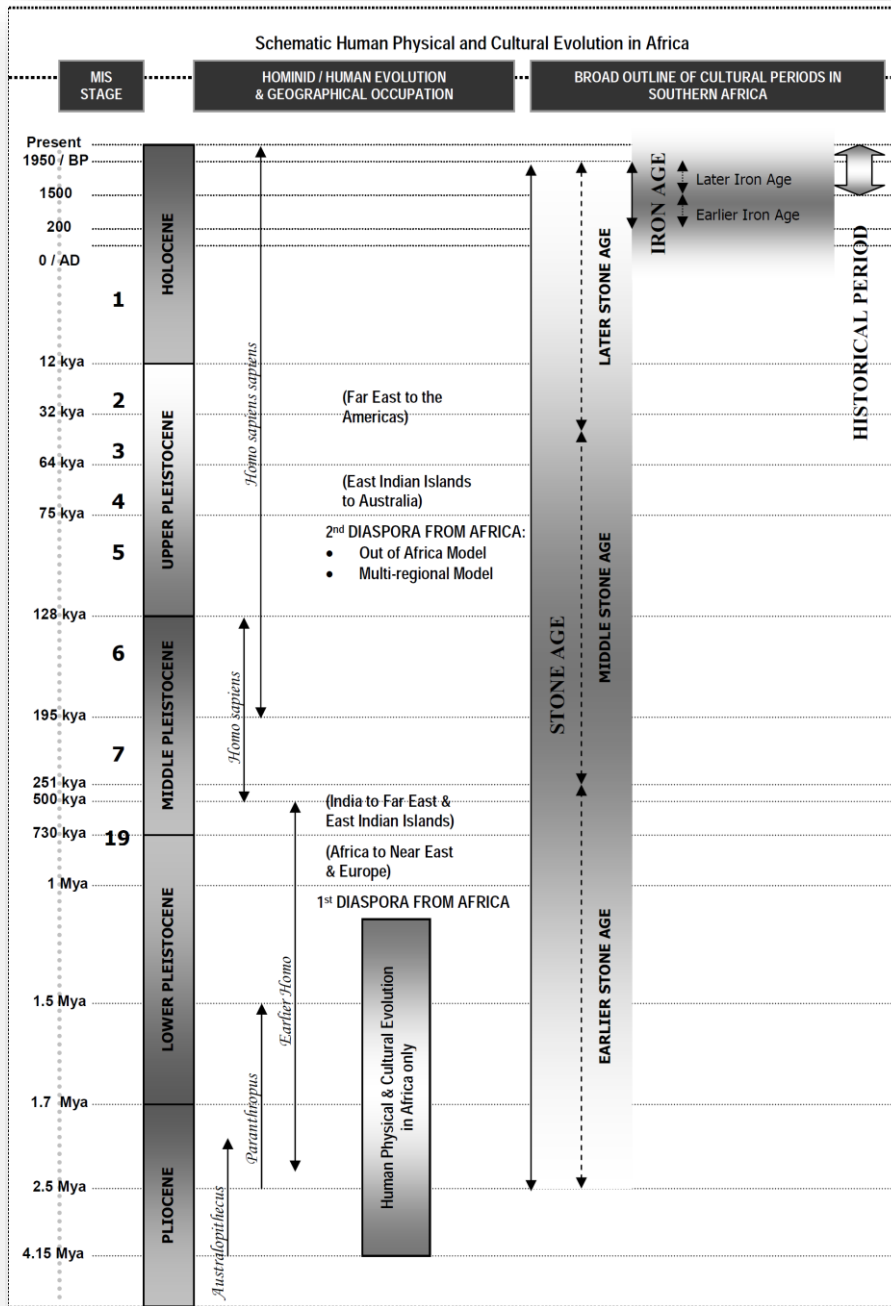 Schematic Human Physical and Cultural Evolution in Africa
MIS
STAGE
HOMINID / HUMAN EVOLUTION
& GEOGRAPHICAL OCCUPATION
BROAD OUTLINE OF CULTURAL PERIODS IN
SOUTHERN AFRICA
Present
1950 / BP
1500
200
0 / AD
1
12 kya
2
32 kya
3
64 kya
4
75 kya
5
128 kya
6
195 kya
7
251 kya
500 kya
730 kya
19
1 Mya
1.5 Mya
1.7 Mya
2.5 Mya
4.15 Mya
HOLOCENE
UPPER PLEISTOCENE
MIDDLE PLEISTOCENE
LOWER PLEISTOCENE
PLIOCENE
Homo sapiens sapiens
Homo sapiens
Earlier Homo
Paranthropus
Australopithecus
(Far East to the
Americas)
(East Indian Islands
to Australia)
2nd DIASPORA FROM AFRICA:
• Out of Africa Model
• Multi-regional Model
(India to Far East &
East Indian Islands)
(Africa to Near East
& Europe)
1st DIASPORA FROM AFRICA
Human Physical & Cultural Evolution
in Africa only
STONE AGE
LATER STONE AGE
MIDDLE STONE AGE
EARLIER STONE AGE
IRON AGE
Later Iron Age
Earlier Iron Age
HISTORICAL PERIOD